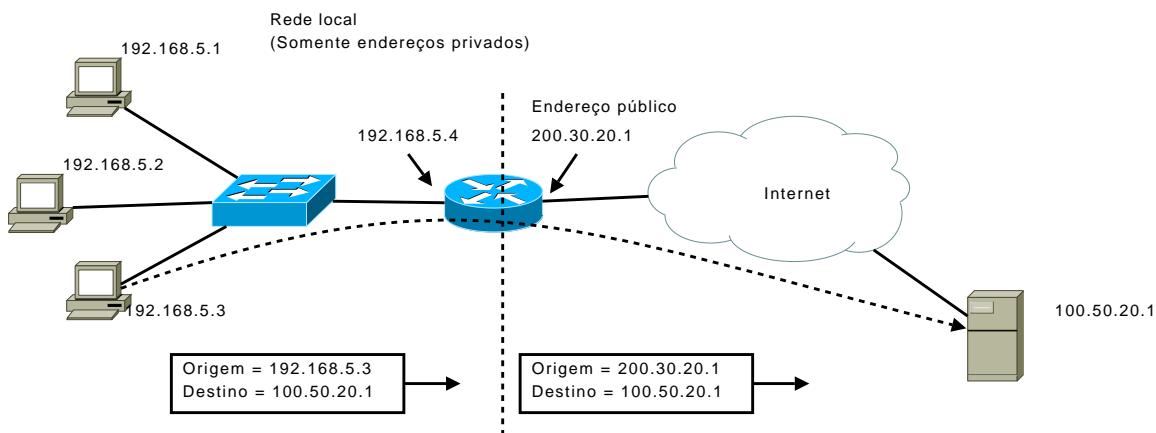 Rede local
(Somente endereços privados)
192.168.5.1
Endereço público
192.168.5.4
200.30.20.1
192.168.5.2
Internet
192.168.5.3
100.50.20.1
Origem = 192.168.5.3
Destino = 100.50.20.1
Origem = 200.30.20.1
Destino = 100.50.20.1